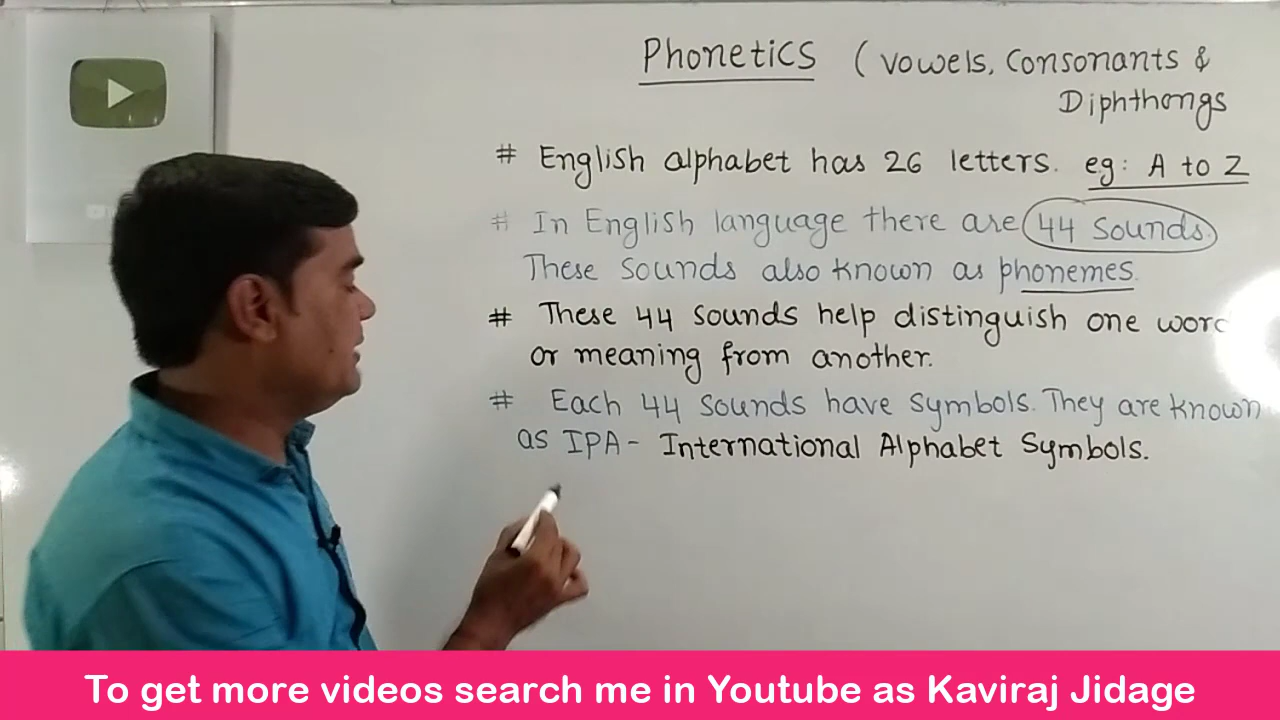 Phonetics ( Vowels, Consonants &
Diphthongs
# English alphabet has 26 letters. eg: A to Z
# In English language there are 44 Sounds.
These sounds also known as phonemes.
# These 44 sounds help distinguish one word
or meaning from another.
# Each 44 sounds have symbols. They are known
as IPA- International Alphabet Symbols.
To get more videos search me in Youtube as Kaviraj Jidage